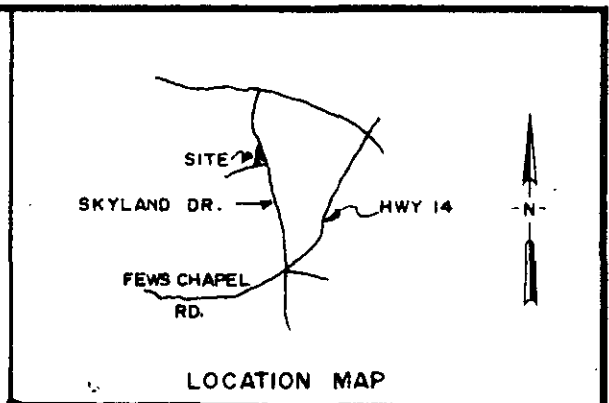 SITE
SKYLAND DR.
HWY 14
-N-
FEWS CHAPEL
RD.
LOCATION MAP